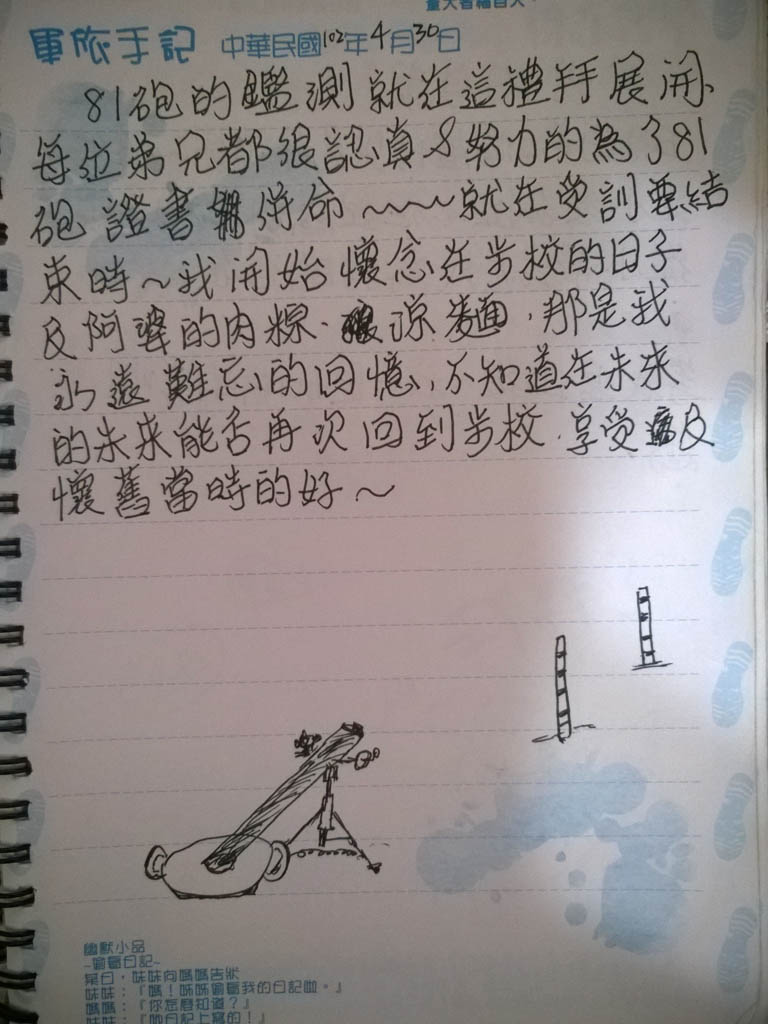 軍旅手記 中華民國102年4月30日
81砲的鑑測就在這禮拜展開、
每位弟兄都很認真&努力的為了81
砲證書併命~~~~就在受訓要結
束時~我開始懷念在步校的日子
及阿婆的肉粽.涼麵,那是我
永遠難忘的回憶,不知道在未來
的未來能否再次回到步校.享受及
懷舊當時的好~
幽默小品
~偷看日記~
某日,妹妹向媽媽告狀
妹妹:『媽!姊姊偷看我的日記啦。』
媽媽:『你怎麼知道?』
妹妹:『她日記上寫的!』